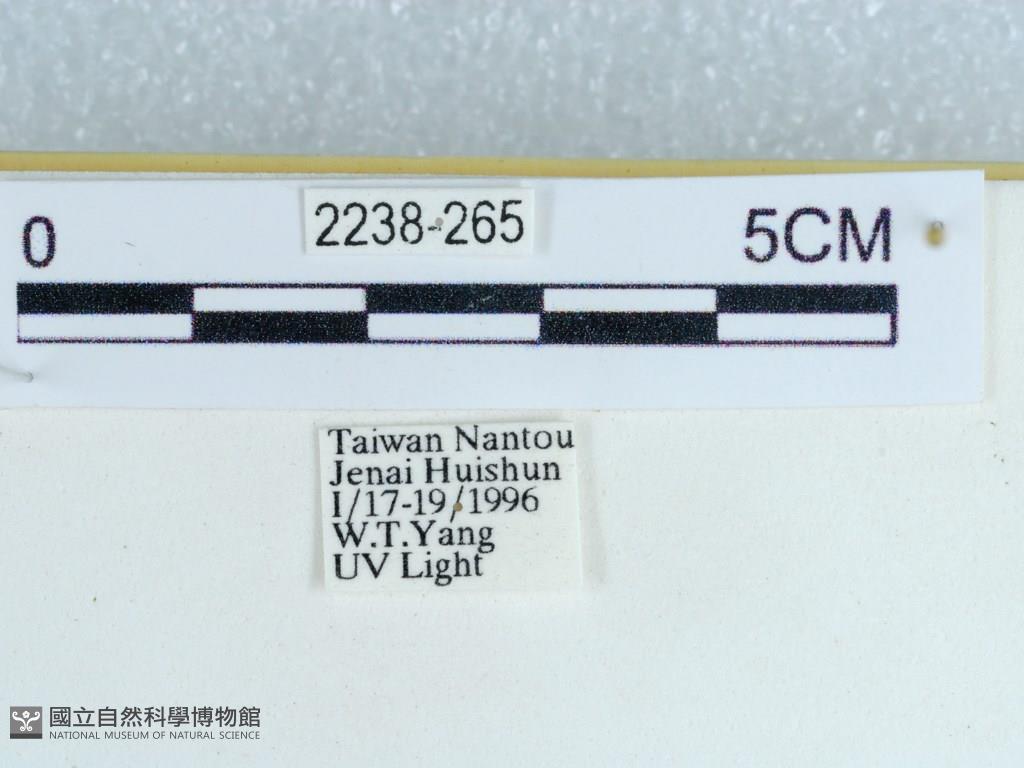 2238-265
0 5CM
Taiwan Nantou
Jenai Huishun
I/17-19/1996
W.T.Yang
UV Light
國立自然科學博物館
NATIONAL MUSEUM OF NATURAL SCIENCE